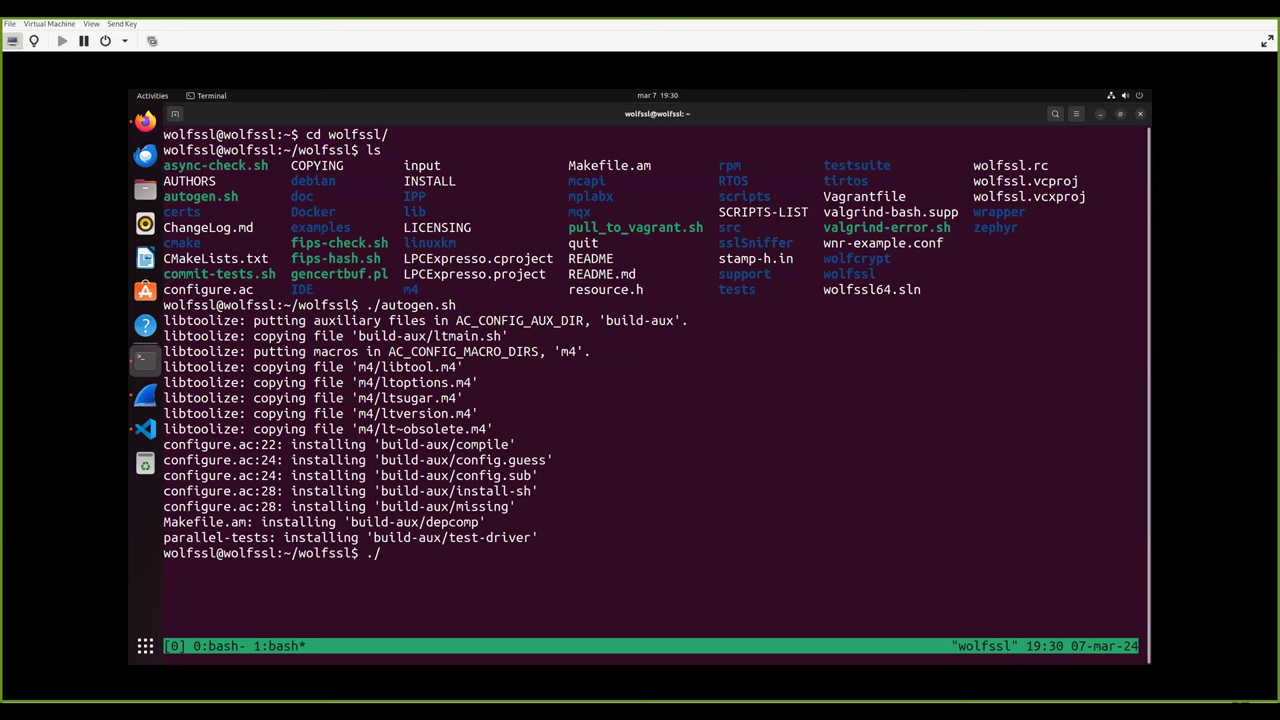 File Virtual Machine View Send Key
Activities Terminal mar 7 19:30
wolfssl@wolfssl: ~
wolfssl@wolfssl:~$ cd wolfssl/
wolfssl@wolfssl:~/wolfssl$ ls
async-check.sh COPYING input Makefile.am rpm testsuite wolfssl.rc
AUTHORS debian INSTALL mcapi RTOS tirtos wolfssl.vcproj
autogen.sh doc IPP mplabx scripts Vagrantfile wolfssl.vcxproj
certs Docker lib mqx SCRIPTS-LIST valgrind-bash.supp wrapper
ChangeLog.md examples LICENSING pull_to_vagrant.sh src valgrind-error.sh zephyr
cmake fips-check.sh linuxkm quit sslSniffer wnr-example.conf
CMakeLists.txt fips-hash.sh LPCExpresso.cproject README stamp-h.in wolfcrypt
commit-tests.sh gencertbuf.pl LPCExpresso.project README.md support wolfssl
configure.ac IDE m4 resource.h tests wolfssl64.sln
wolfssl@wolfssl:~/wolfssl$ ./autogen.sh
libtoolize: putting auxiliary files in AC_CONFIG_AUX_DIR, 'build-aux'.
libtoolize: copying file 'build-aux/ltmain.sh'
libtoolize: putting macros in AC_CONFIG_MACRO_DIRS, 'm4'.
libtoolize: copying file 'm4/libtool.m4'
libtoolize: copying file 'm4/ltoptions.m4'
libtoolize: copying file 'm4/ltsugar.m4'
libtoolize: copying file 'm4/ltversion.m4'
libtoolize: copying file 'm4/lt~obsolete.m4'
configure.ac:22: installing 'build-aux/compile'
configure.ac:24: installing 'build-aux/config.guess'
configure.ac:24: installing 'build-aux/config.sub'
configure.ac:28: installing 'build-aux/install-sh'
configure.ac:28: installing 'build-aux/missing'
Makefile.am: installing 'build-aux/depcomp'
parallel-tests: installing 'build-aux/test-driver'
wolfssl@wolfssl:~/wolfssl$ ./
[0] 0:bash- 1:bash* "wolfssl" 19:30 07-mar-24